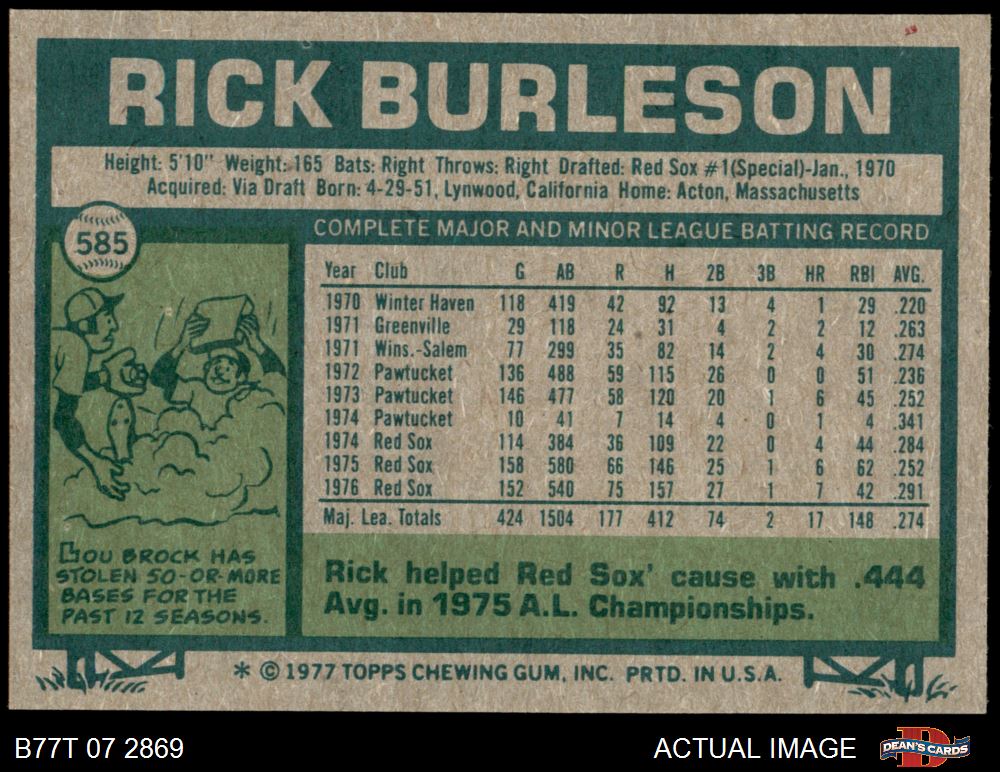 RICK BURLESON
Height: 5'10" Weight: 165 Bats: Right Throws: Right Drafted: Red Sox #1(Special)-Jan., 1970
Acquired: Via Draft Born: 4-29-51, Lynwood, California Home: Acton, Massachusetts
585
COMPLETE MAJOR AND MINOR LEAGUE BATTING RECORD
Year Club G AB R H 2B 3B HR RBI AVG.
1970 Winter Haven 118 419 42 92 13 4 1 29 .220
1971 Greenville 29 118 24 31 4 2 2 12 .263
1971 Wins.-Salem 77 299 35 82 14 2 4 30 .274
1972 Pawtucket 136 488 59 115 26 0 0 51 .236
1973 Pawtucket 146 477 58 120 20 1 6 45 .252
1974 Pawtucket 10 41 7 14 4 0 1 4 .341
1974 Red Sox 114 384 36 109 22 0 4 44 .284
1975 Red Sox 158 580 66 146 25 1 6 62 .252
1976 Red Sox 152 540 75 157 27 1 7 42 .291
Maj. Lea. Totals 424 1504 177 412 74 2 17 148 .274
LOU BROCK HAS
STOLEN 50-OR-MORE
BASES FOR THE
PAST 12 SEASONS.
Rick helped Red Sox' cause with .444
Avg. in 1975 A.L. Championships.
* © 1977 TOPPS CHEWING GUM, INC. PRTD. IN U.S.A.
B77T 07 2869
ACTUAL IMAGE
D
DEAN'S CARDS